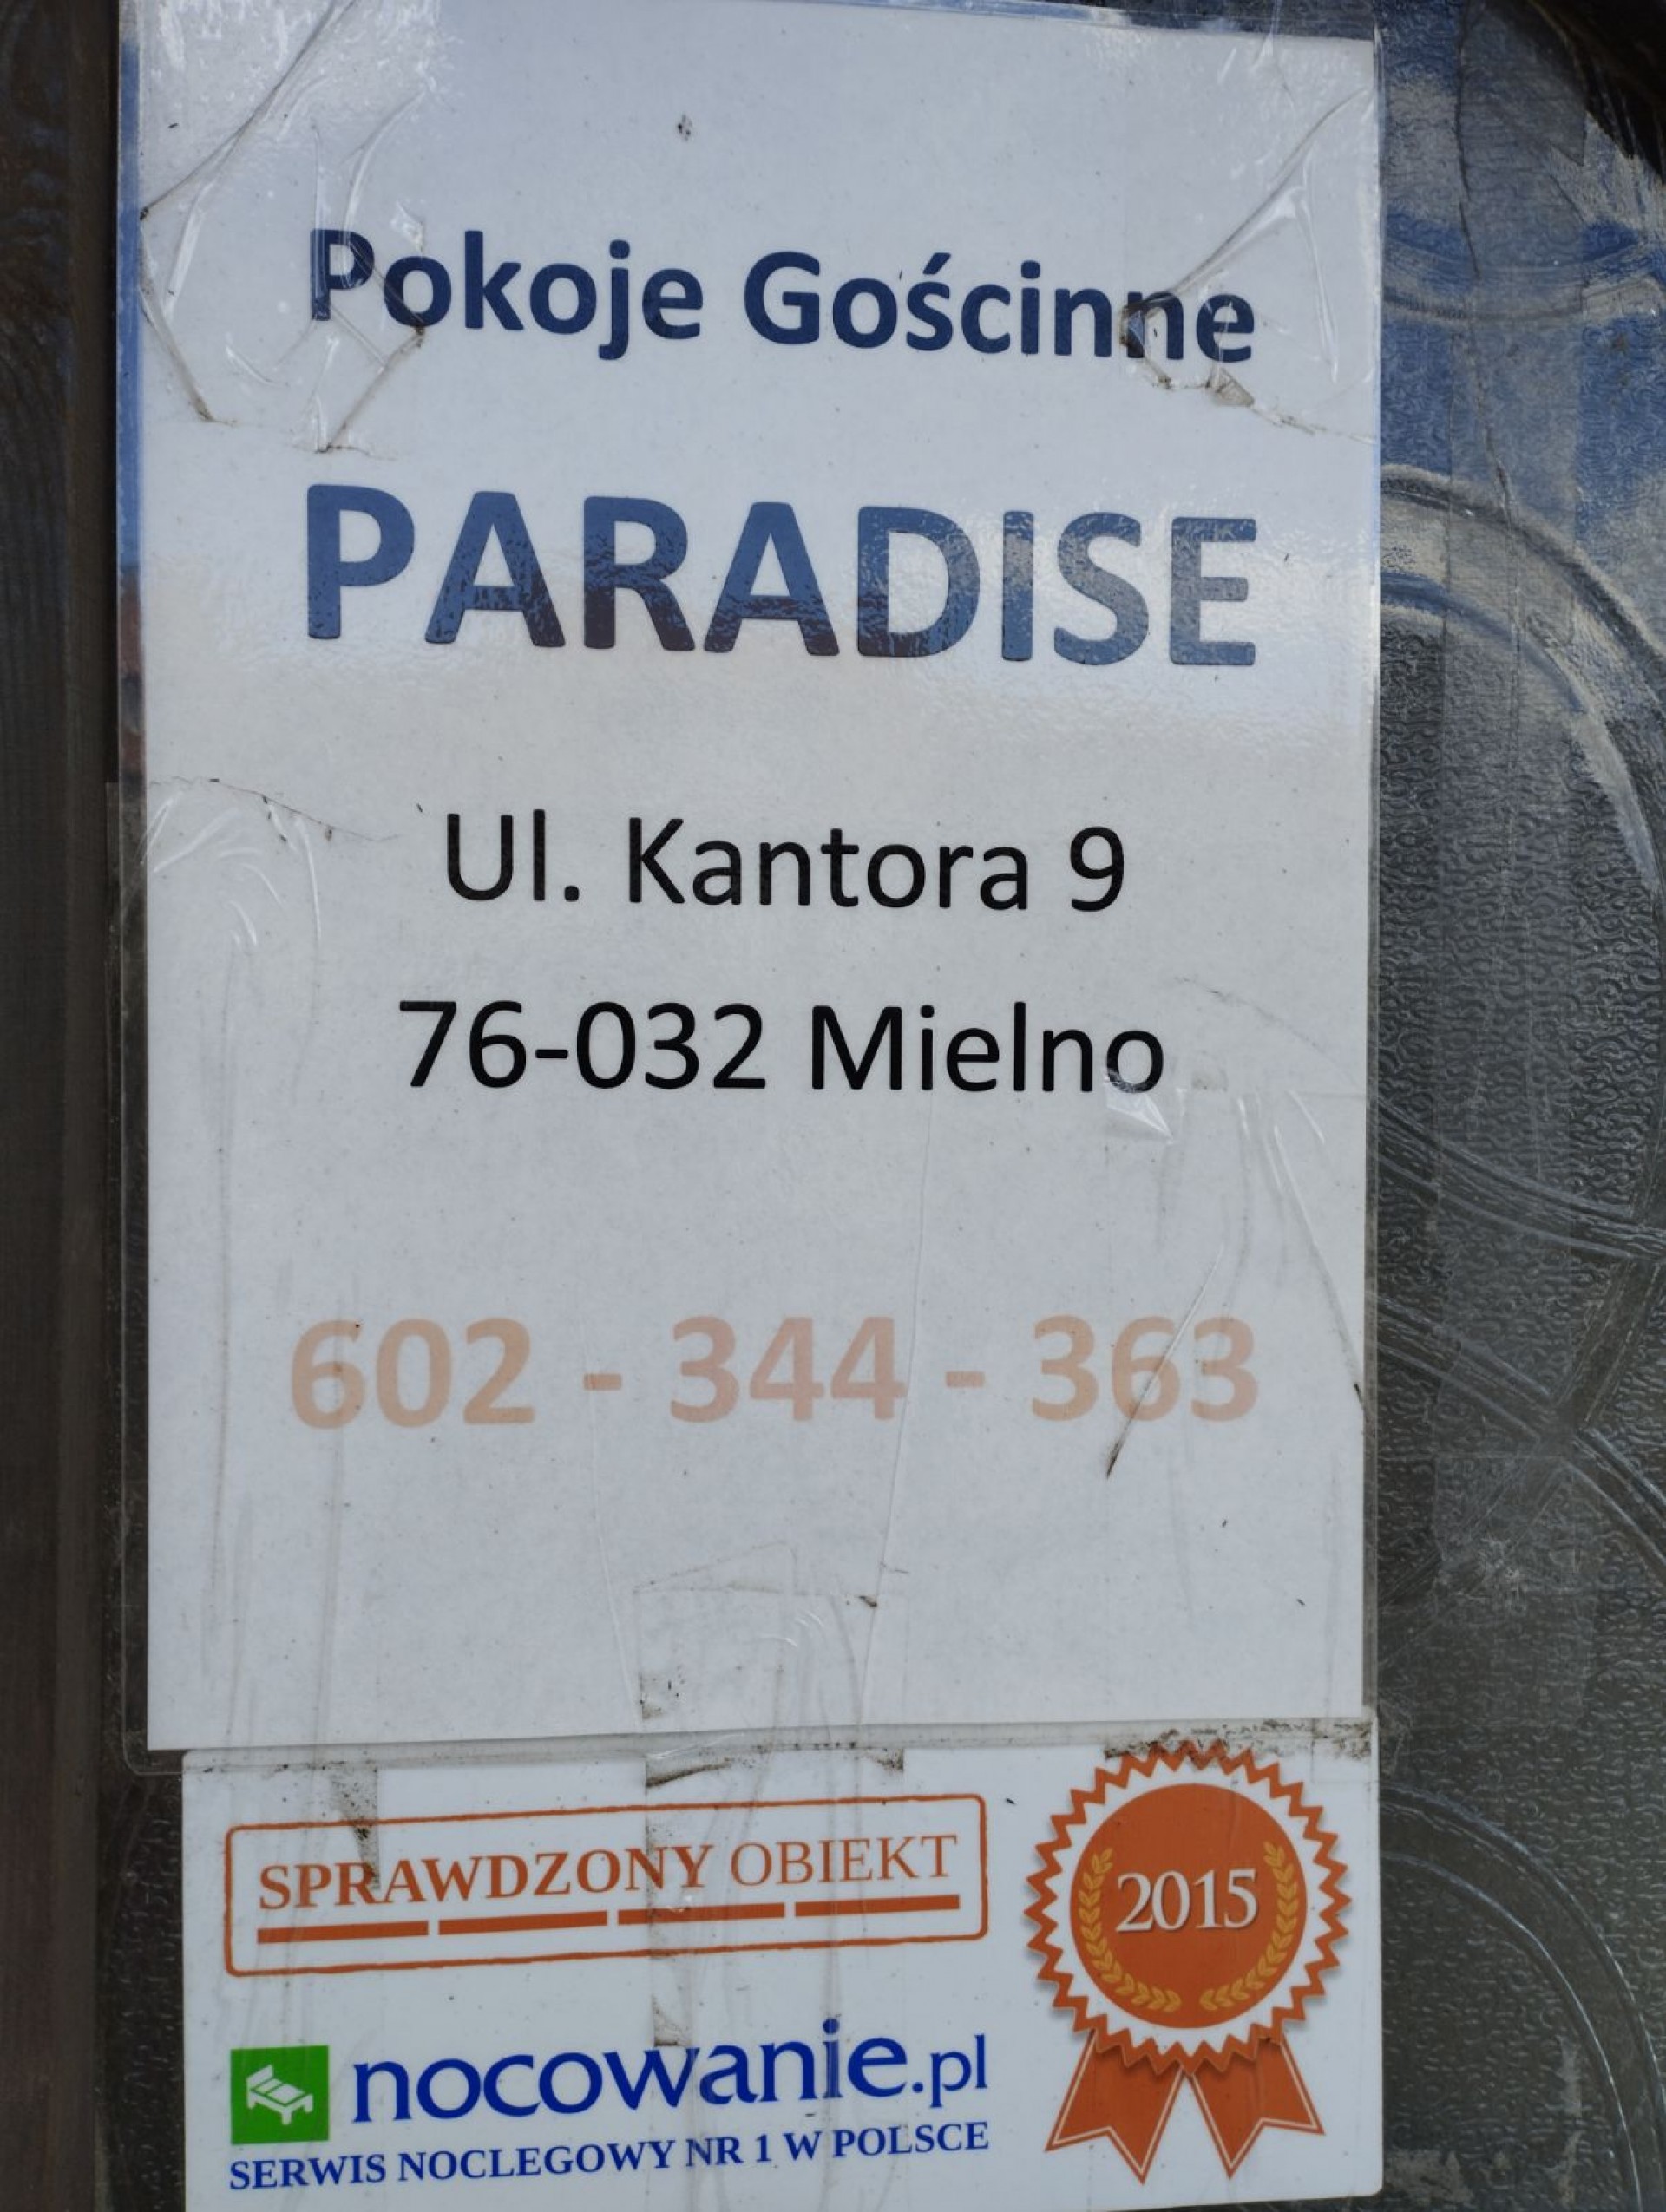 Pokoje Gościnne
PARADISE
Ul. Kantora 9
76-032 Mielno
602 - 344 - 363
SPRAWDZONY OBIEKT
2015
nocowanie.pl
SERWIS NOCLEGOWY NR 1 W POLSCE